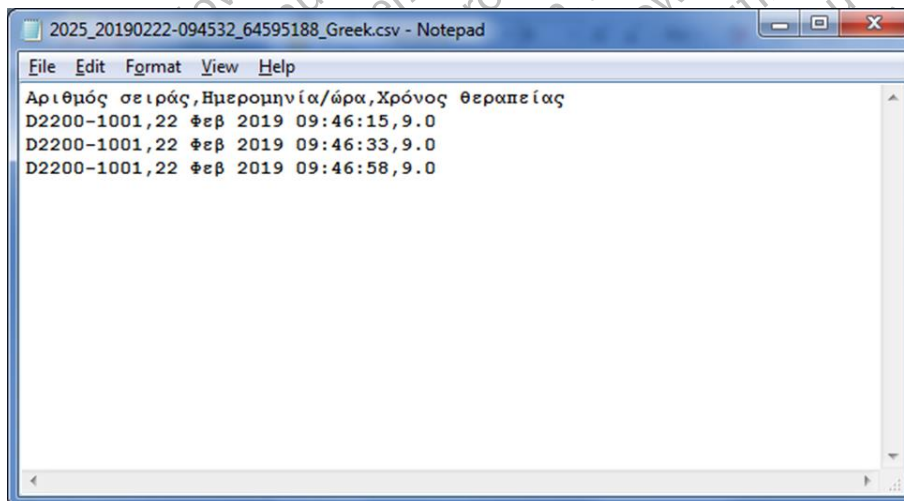 2025_20190222-094532_64595188_Greek.csv - Notepad
File Edit Format View Help
Αριθμός σειράς,Ημερομηνία/ώρα,Χρόνος θεραπείας
D2200-1001,22 Φεβ 2019 09:46:15,9.0
D2200-1001,22 Φεβ 2019 09:46:33,9.0
D2200-1001,22 Φεβ 2019 09:46:58,9.0